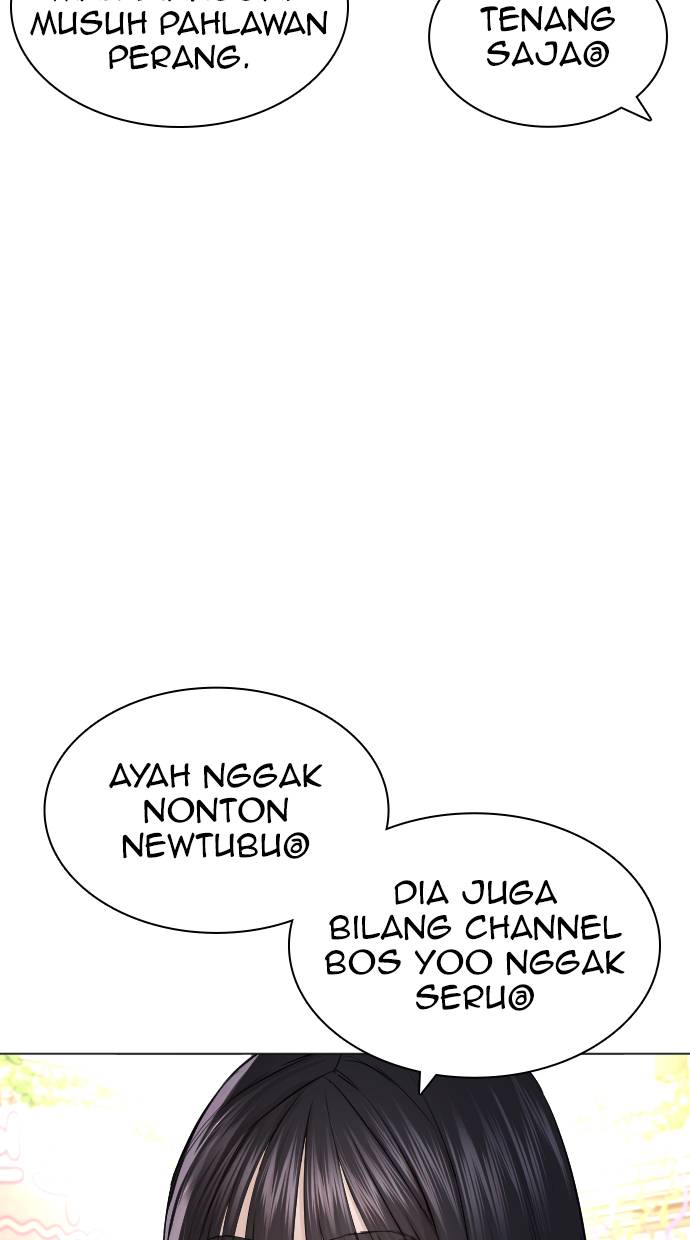 MUSUH PAHLAWAN
PERANG.
TENANG
SAJA@
AYAH NGGAK
NONTON
NEWTUBU@
DIA JUGA
BILANG CHANNEL
BOS YOO NGGAK
SERU@